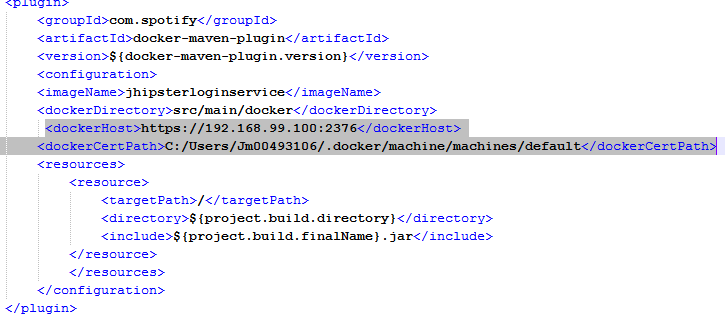 <plugin>
<groupId>com.spotify</groupId>
<artifactId>docker-maven-plugin</artifactId>
<version>${docker-maven-plugin.version}</version>
<configuration>
<imageName>jhipsterloginservice</imageName>
<dockerDirectory>src/main/docker</dockerDirectory>
<dockerHost>https://192.168.99.100:2376</dockerHost>
<dockerCertPath>C:/Users/Jm00493106/.docker/machine/machines/default</dockerCertPath>
<resources>
<resource>
<targetPath>/</targetPath>
<directory>${project.build.directory}</directory>
<include>${project.build.finalName}.jar</include>
</resource>
</resources>
</configuration>
</plugin>